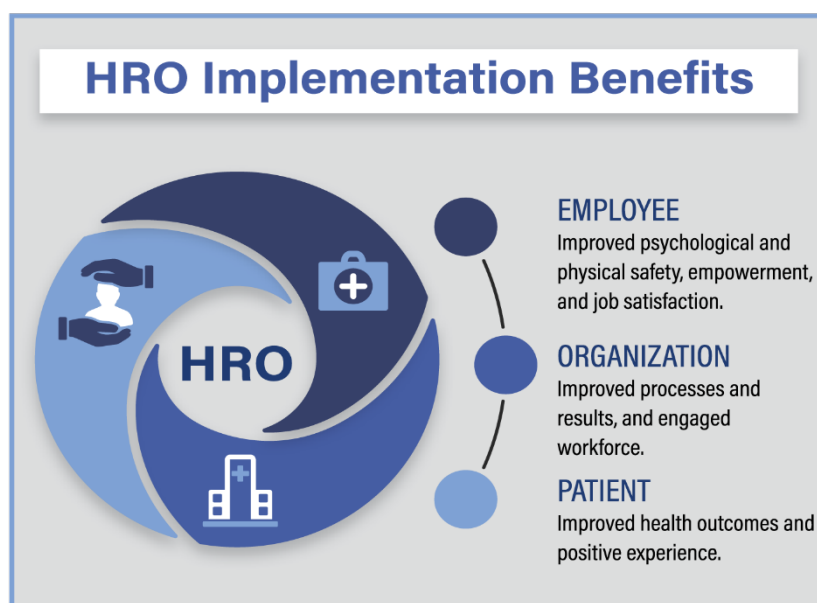 HRO Implementation Benefits
HRO
EMPLOYEE
Improved psychological and
physical safety, empowerment,
and job satisfaction.
ORGANIZATION
Improved processes and
results, and engaged
workforce.
PATIENT
Improved health outcomes and
positive experience.